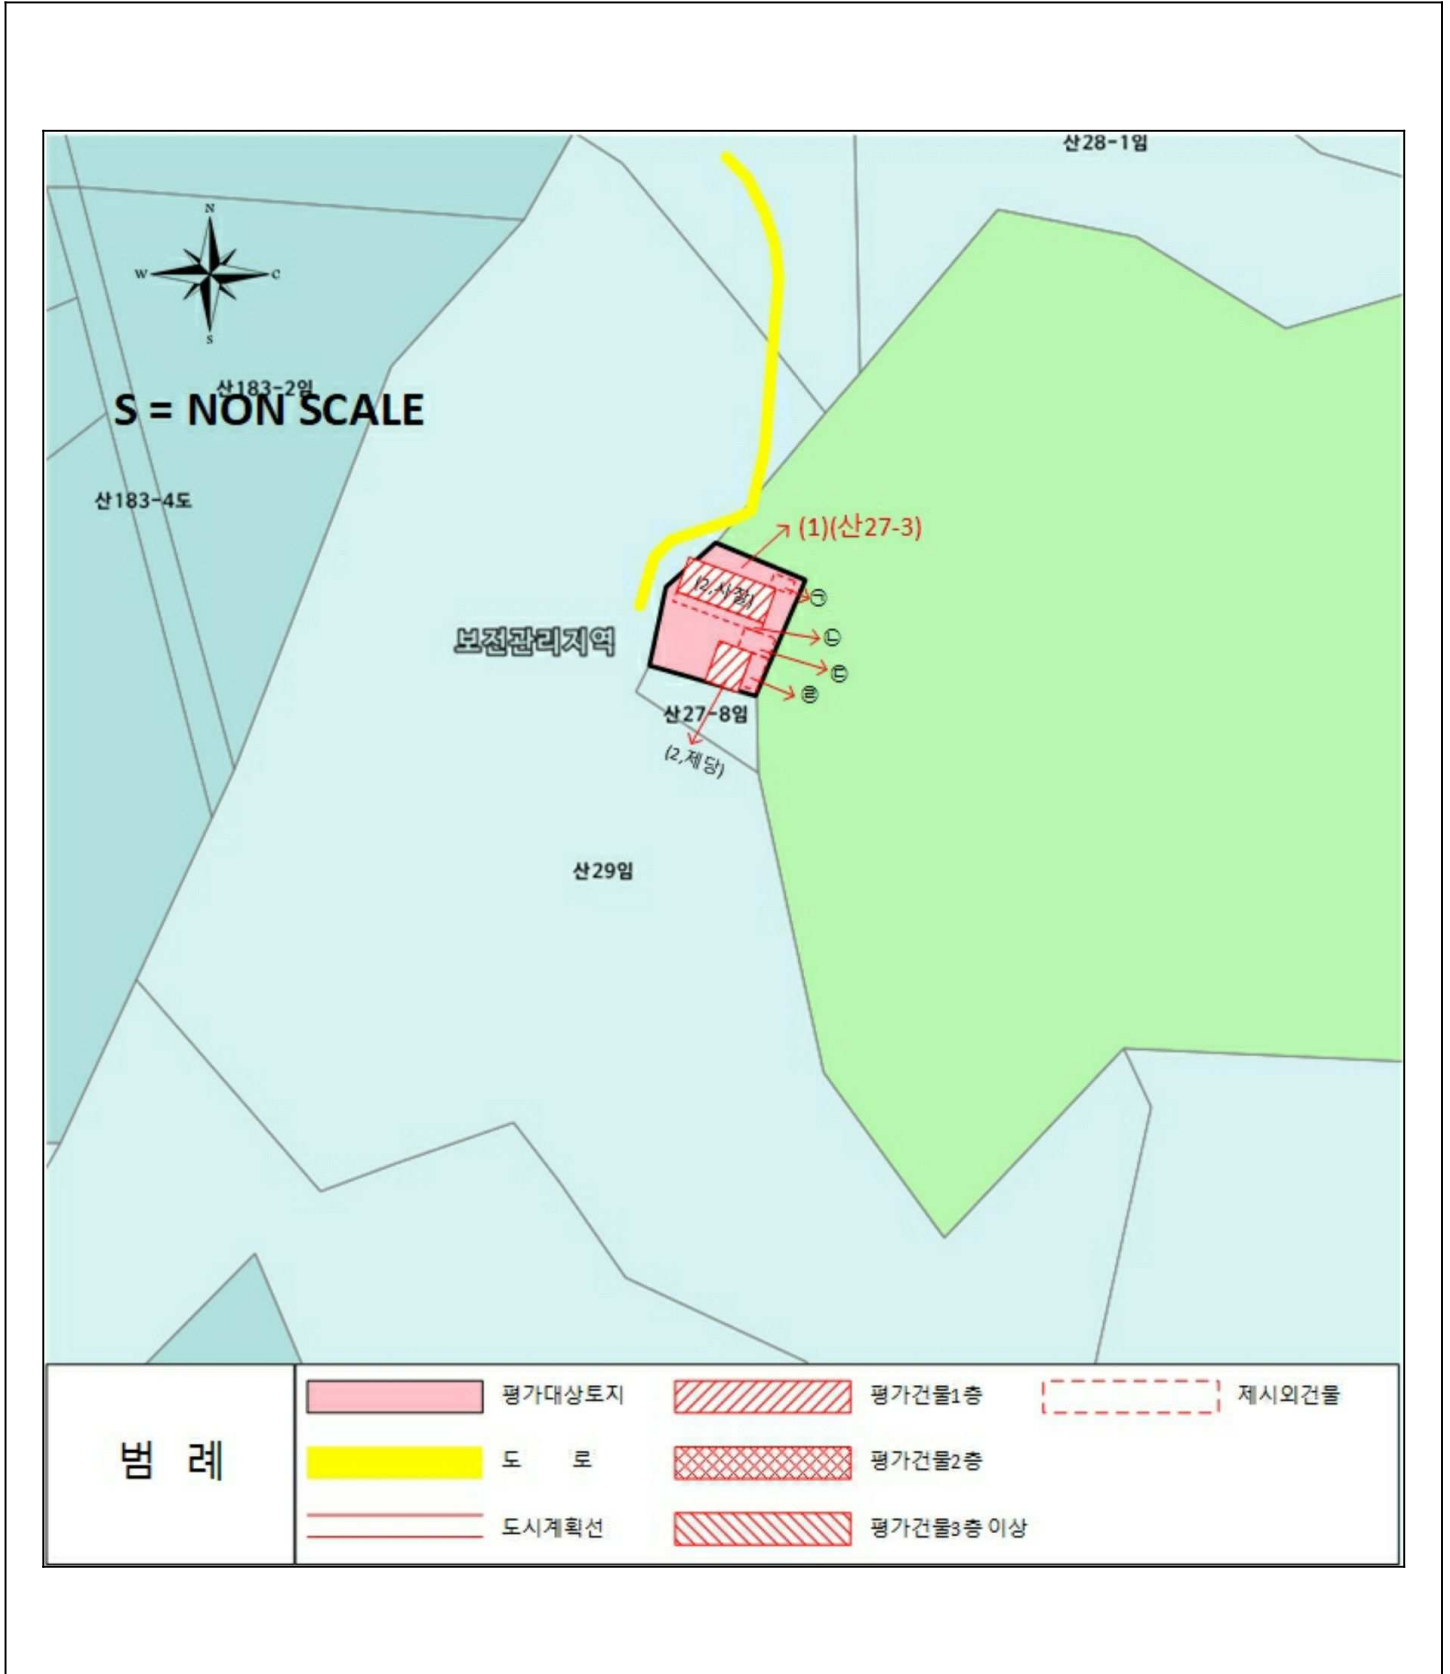 산28-1임
N
W
C
S
산183-2임
S = NON SCALE
산183-4도
(1)(산27-3)
(2,사찰)
㉠
보전관리지역
㉡
㉢
㉣
산27-8임
(2,제당)
산29임
범 례
평가대상토지
평가건물1층
제시외건물
도 로
평가건물2층
도시계획선
평가건물3층 이상